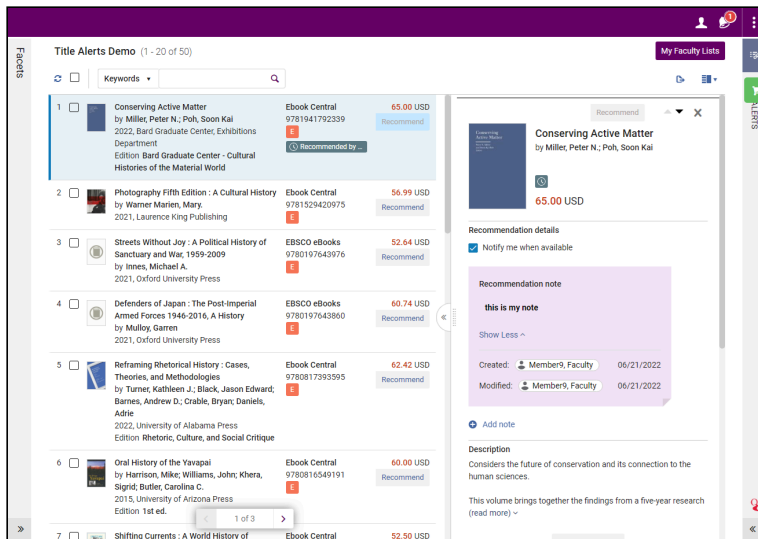 1
Facets
Title Alerts Demo (1 - 20 of 50)
My Faculty Lists
Keywords
1
Conserving Active Matter
by Miller, Peter N.; Poh, Soon Kai
2022, Bard Graduate Center, Exhibitions
Department
Edition Bard Graduate Center - Cultural
Histories of the Material World
Ebook Central
9781941792339
E
Recommended by ...
65.00 USD
Recommend
2
Photography Fifth Edition : A Cultural History
by Warner Marien, Mary.
2021, Laurence King Publishing
Ebook Central
9781529420975
E
56.99 USD
Recommend
3
Streets Without Joy : A Political History of
Sanctuary and War, 1959-2009
by Innes, Michael A.
2021, Oxford University Press
EBSCO eBooks
9780197643976
E
52.64 USD
Recommend
4
Defenders of Japan : The Post-Imperial
Armed Forces 1946-2016, A History
by Mulloy, Garren
2021, Oxford University Press
EBSCO eBooks
9780197643860
E
60.74 USD
Recommend
5
Reframing Rhetorical History : Cases,
Theories, and Methodologies
by Turner, Kathleen J.; Black, Jason Edward;
Barnes, Andrew D.; Crable, Bryan; Daniels,
Adrie
2022, University of Alabama Press
Edition Rhetoric, Culture, and Social Critique
Ebook Central
9780817393595
E
62.42 USD
Recommend
6
Oral History of the Yavapai
by Harrison, Mike; Williams, John; Khera,
Sigrid; Butler, Carolina C.
2015, University of Arizona Press
Edition 1st ed.
Ebook Central
9780816549191
E
60.00 USD
Recommend
1 of 3
7
Shifting Currents : A World History of
Ebook Central
52.50 USD
Recommend
Conserving Active Matter
by Miller, Peter N.; Poh, Soon Kai
65.00 USD
Recommendation details
Notify me when available
Recommendation note
this is my note
Show Less
Created: Member9, Faculty 06/21/2022
Modified: Member9, Faculty 06/21/2022
Add note
Description
Considers the future of conservation and its connection to the
human sciences.
This volume brings together the findings from a five-year research
(read more)
ALERTS